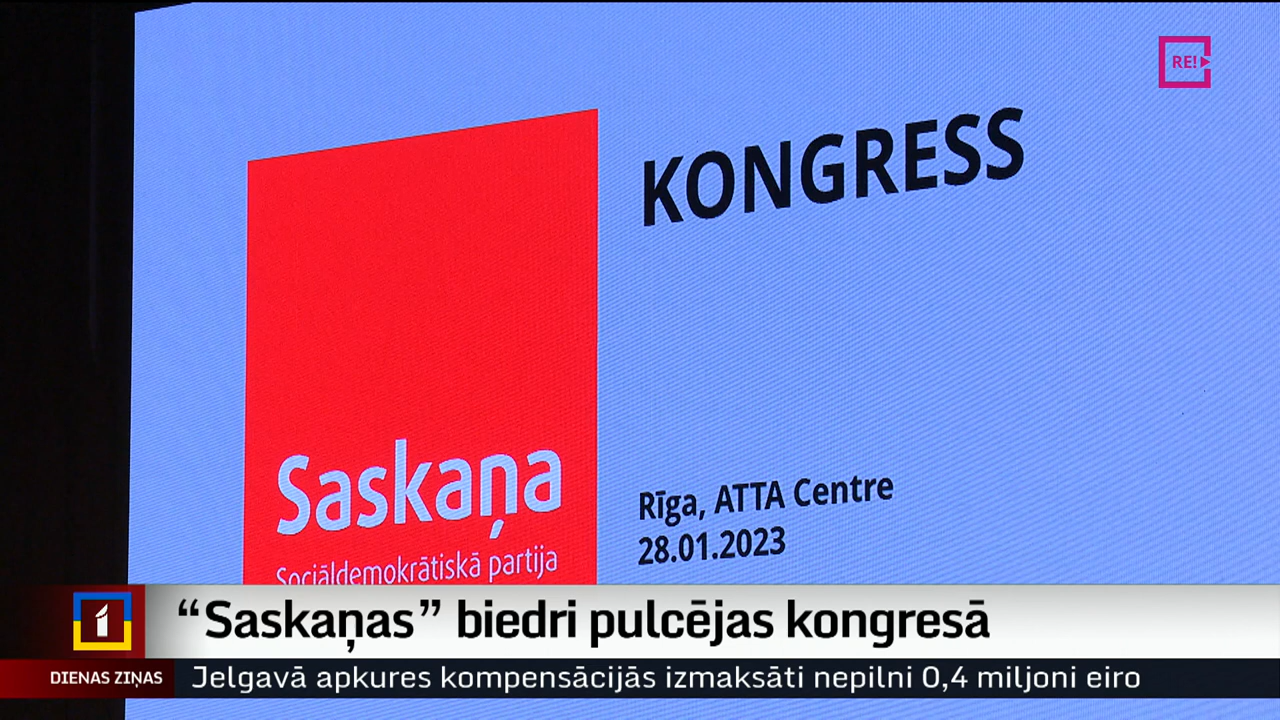 RE!
KONGRESS
Saskaņa
Sociāldemokrātiskā partija
Rīga, ATTA Centre
28.01.2023
1
“Saskaņas” biedri pulcējas kongresā
DIENAS ZIŅAS
Jelgavā apkures kompensācijās izmaksāti nepilni 0,4 miljoni eiro